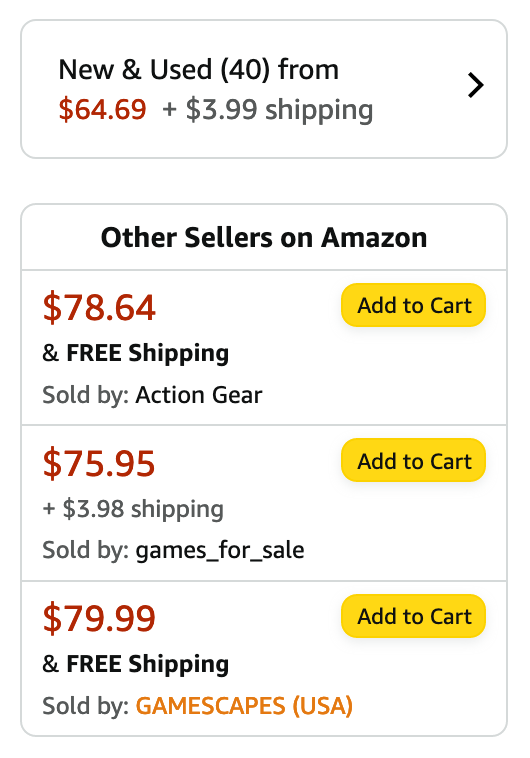 New & Used (40) from
$64.69 + $3.99 shipping
Other Sellers on Amazon
$78.64
Add to Cart
& FREE Shipping
Sold by: Action Gear
$75.95
Add to Cart
+ $3.98 shipping
Sold by: games_for_sale
$79.99
Add to Cart
& FREE Shipping
Sold by: GAMESCAPES (USA)